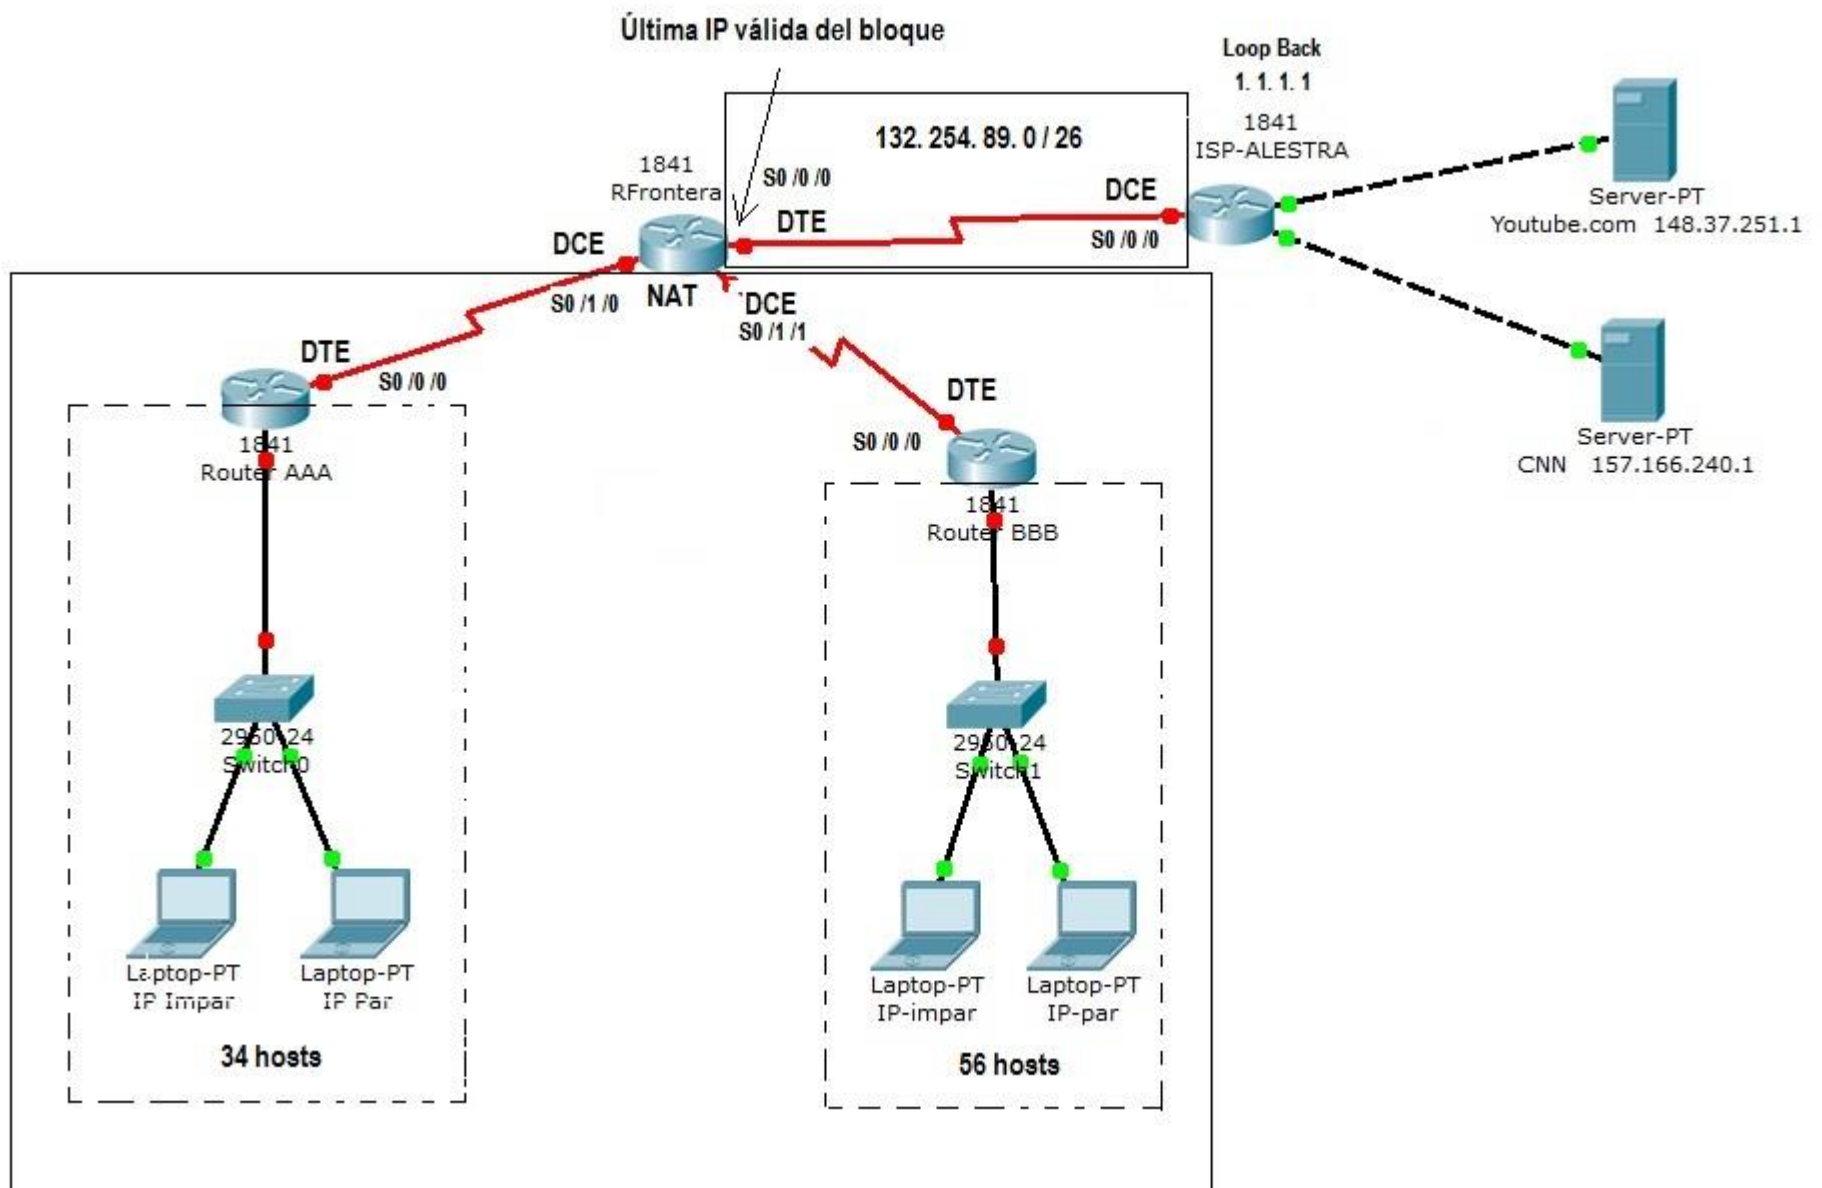 Última IP válida del bloque
Loop Back
1. 1. 1. 1
1841
ISP-ALESTRA
132. 254. 89. 0 / 26
1841
RFrontera
S0 /0 /0
DTE
DCE
S0 /0 /0
Server-PT
Youtube.com 148.37.251.1
DCE
S0 /1 /0
NAT
DCE
S0 /1 /1
Server-PT
CNN 157.166.240.1
DTE
S0 /0 /0
1841
Router AAA
DTE
S0 /0 /0
1841
Router BBB
2950-24
Switch0
2950-24
Switch1
Laptop-PT
IP Impar
Laptop-PT
IP Par
Laptop-PT
IP-impar
Laptop-PT
IP-par
34 hosts
56 hosts